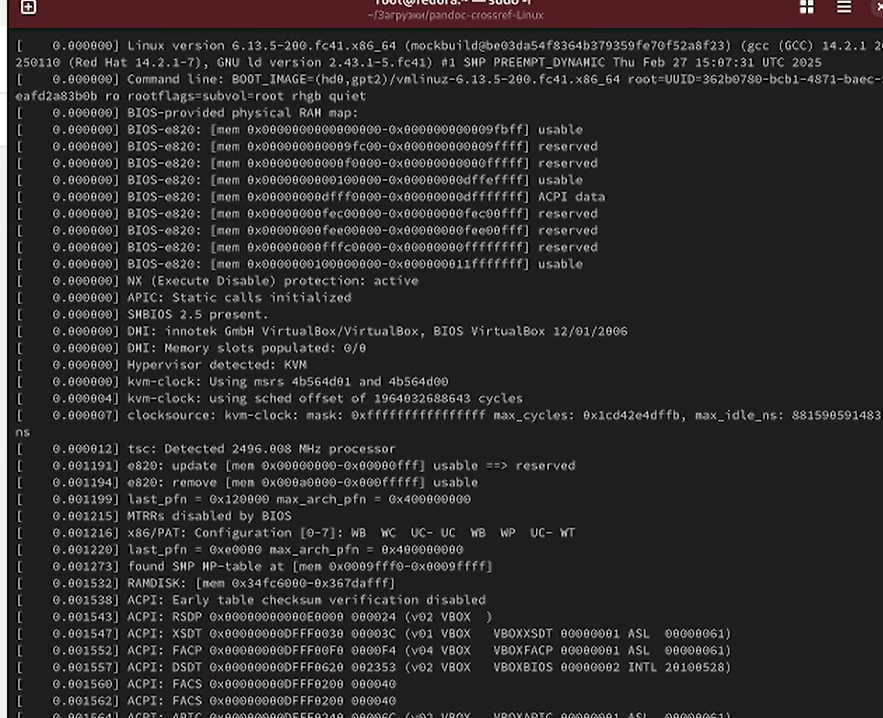 root@fedora:~ — sudo -i
~/Загрузки/pandoc-crossref-Linux
[    0.000000] Linux version 6.13.5-200.fc41.x86_64 (mockbuild@be03da54f8364b379359fe70f52a8f23) (gcc (GCC) 14.2.1 20
250110 (Red Hat 14.2.1-7), GNU ld version 2.43.1-5.fc41) #1 SMP PREEMPT_DYNAMIC Thu Feb 27 15:07:31 UTC 2025
[    0.000000] Command line: BOOT_IMAGE=(hd0,gpt2)/vmlinuz-6.13.5-200.fc41.x86_64 root=UUID=362b0780-bcb1-4871-baec-
eafd2a83b0b ro rootflags=subvol=root rhgb quiet
[    0.000000] BIOS-provided physical RAM map:
[    0.000000] BIOS-e820: [mem 0x0000000000000000-0x000000000009fbff] usable
[    0.000000] BIOS-e820: [mem 0x000000000009fc00-0x000000000009ffff] reserved
[    0.000000] BIOS-e820: [mem 0x00000000000f0000-0x00000000000fffff] reserved
[    0.000000] BIOS-e820: [mem 0x0000000000100000-0x00000000dffeffff] usable
[    0.000000] BIOS-e820: [mem 0x00000000dfff0000-0x00000000dfffffff] ACPI data
[    0.000000] BIOS-e820: [mem 0x00000000fec00000-0x00000000fec00fff] reserved
[    0.000000] BIOS-e820: [mem 0x00000000fee00000-0x00000000fee00fff] reserved
[    0.000000] BIOS-e820: [mem 0x00000000fffc0000-0x00000000ffffffff] reserved
[    0.000000] BIOS-e820: [mem 0x0000000100000000-0x000000011fffffff] usable
[    0.000000] NX (Execute Disable) protection: active
[    0.000000] APIC: Static calls initialized
[    0.000000] SMBIOS 2.5 present.
[    0.000000] DMI: innotek GmbH VirtualBox/VirtualBox, BIOS VirtualBox 12/01/2006
[    0.000000] DMI: Memory slots populated: 0/0
[    0.000000] Hypervisor detected: KVM
[    0.000000] kvm-clock: Using msrs 4b564d01 and 4b564d00
[    0.000004] kvm-clock: using sched offset of 1964032688643 cycles
[    0.000007] clocksource: kvm-clock: mask: 0xffffffffffffffff max_cycles: 0x1cd42e4dffb, max_idle_ns: 881590591483
ns
[    0.000012] tsc: Detected 2496.008 MHz processor
[    0.001191] e820: update [mem 0x00000000-0x00000fff] usable ==> reserved
[    0.001194] e820: remove [mem 0x000a0000-0x000fffff] usable
[    0.001199] last_pfn = 0x120000 max_arch_pfn = 0x400000000
[    0.001215] MTRRs disabled by BIOS
[    0.001216] x86/PAT: Configuration [0-7]: WB  WC  UC- UC  WB  WP  UC- WT
[    0.001220] last_pfn = 0xe0000 max_arch_pfn = 0x400000000
[    0.001273] found SMP MP-table at [mem 0x0009fff0-0x0009ffff]
[    0.001532] RAMDISK: [mem 0x34fc6000-0x367dafff]
[    0.001538] ACPI: Early table checksum verification disabled
[    0.001543] ACPI: RSDP 0x00000000000E0000 000024 (v02 VBOX  )
[    0.001547] ACPI: XSDT 0x00000000DFFF0030 00003C (v01 VBOX   VBOXXSDT 00000001 ASL  00000061)
[    0.001552] ACPI: FACP 0x00000000DFFF00F0 0000F4 (v04 VBOX   VBOXFACP 00000001 ASL  00000061)
[    0.001557] ACPI: DSDT 0x00000000DFFF0620 002353 (v02 VBOX   VBOXBIOS 00000002 INTL 20100528)
[    0.001560] ACPI: FACS 0x00000000DFFF0200 000040
[    0.001562] ACPI: FACS 0x00000000DFFF0200 000040
[    0.001564] ACPI: APIC 0x00000000DFFF0240 00006C (v02 VBOX   VBOXAPIC 00000001 ASL  00000061)